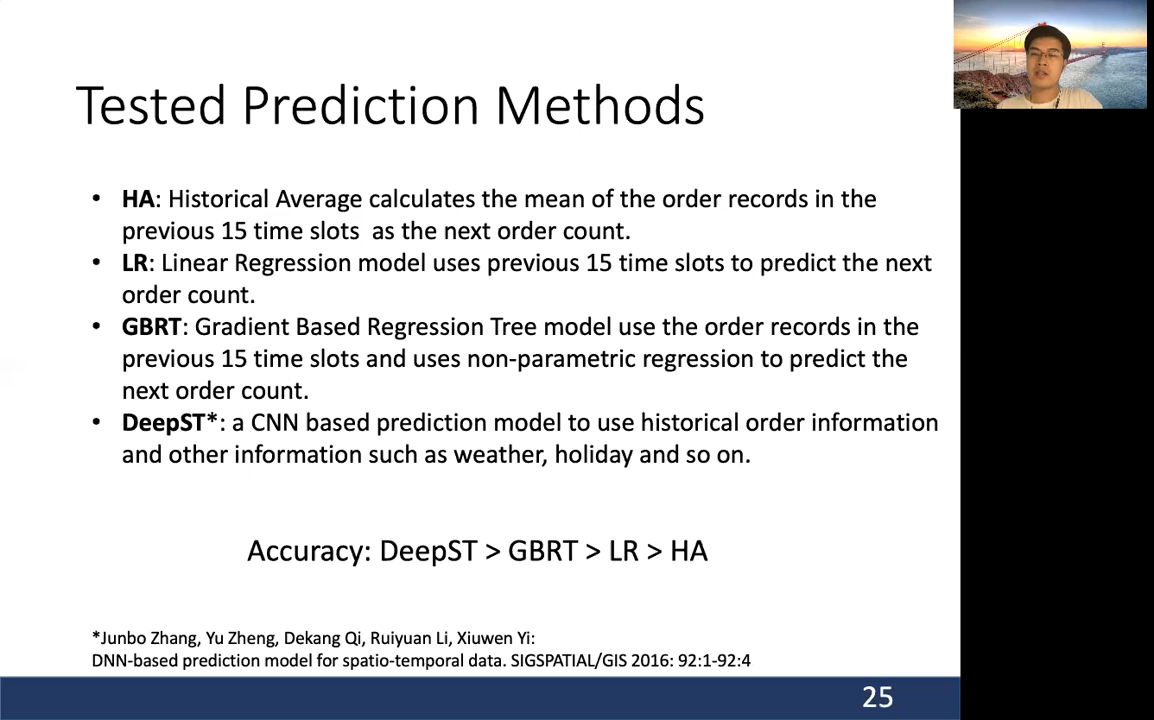 Tested Prediction Methods
• HA: Historical Average calculates the mean of the order records in the
previous 15 time slots  as the next order count.
• LR: Linear Regression model uses previous 15 time slots to predict the next
order count.
• GBRT: Gradient Based Regression Tree model use the order records in the
previous 15 time slots and uses non-parametric regression to predict the
next order count.
• DeepST*: a CNN based prediction model to use historical order information
and other information such as weather, holiday and so on.
Accuracy: DeepST > GBRT > LR > HA
*Junbo Zhang, Yu Zheng, Dekang Qi, Ruiyuan Li, Xiuwen Yi:
DNN-based prediction model for spatio-temporal data. SIGSPATIAL/GIS 2016: 92:1-92:4
25